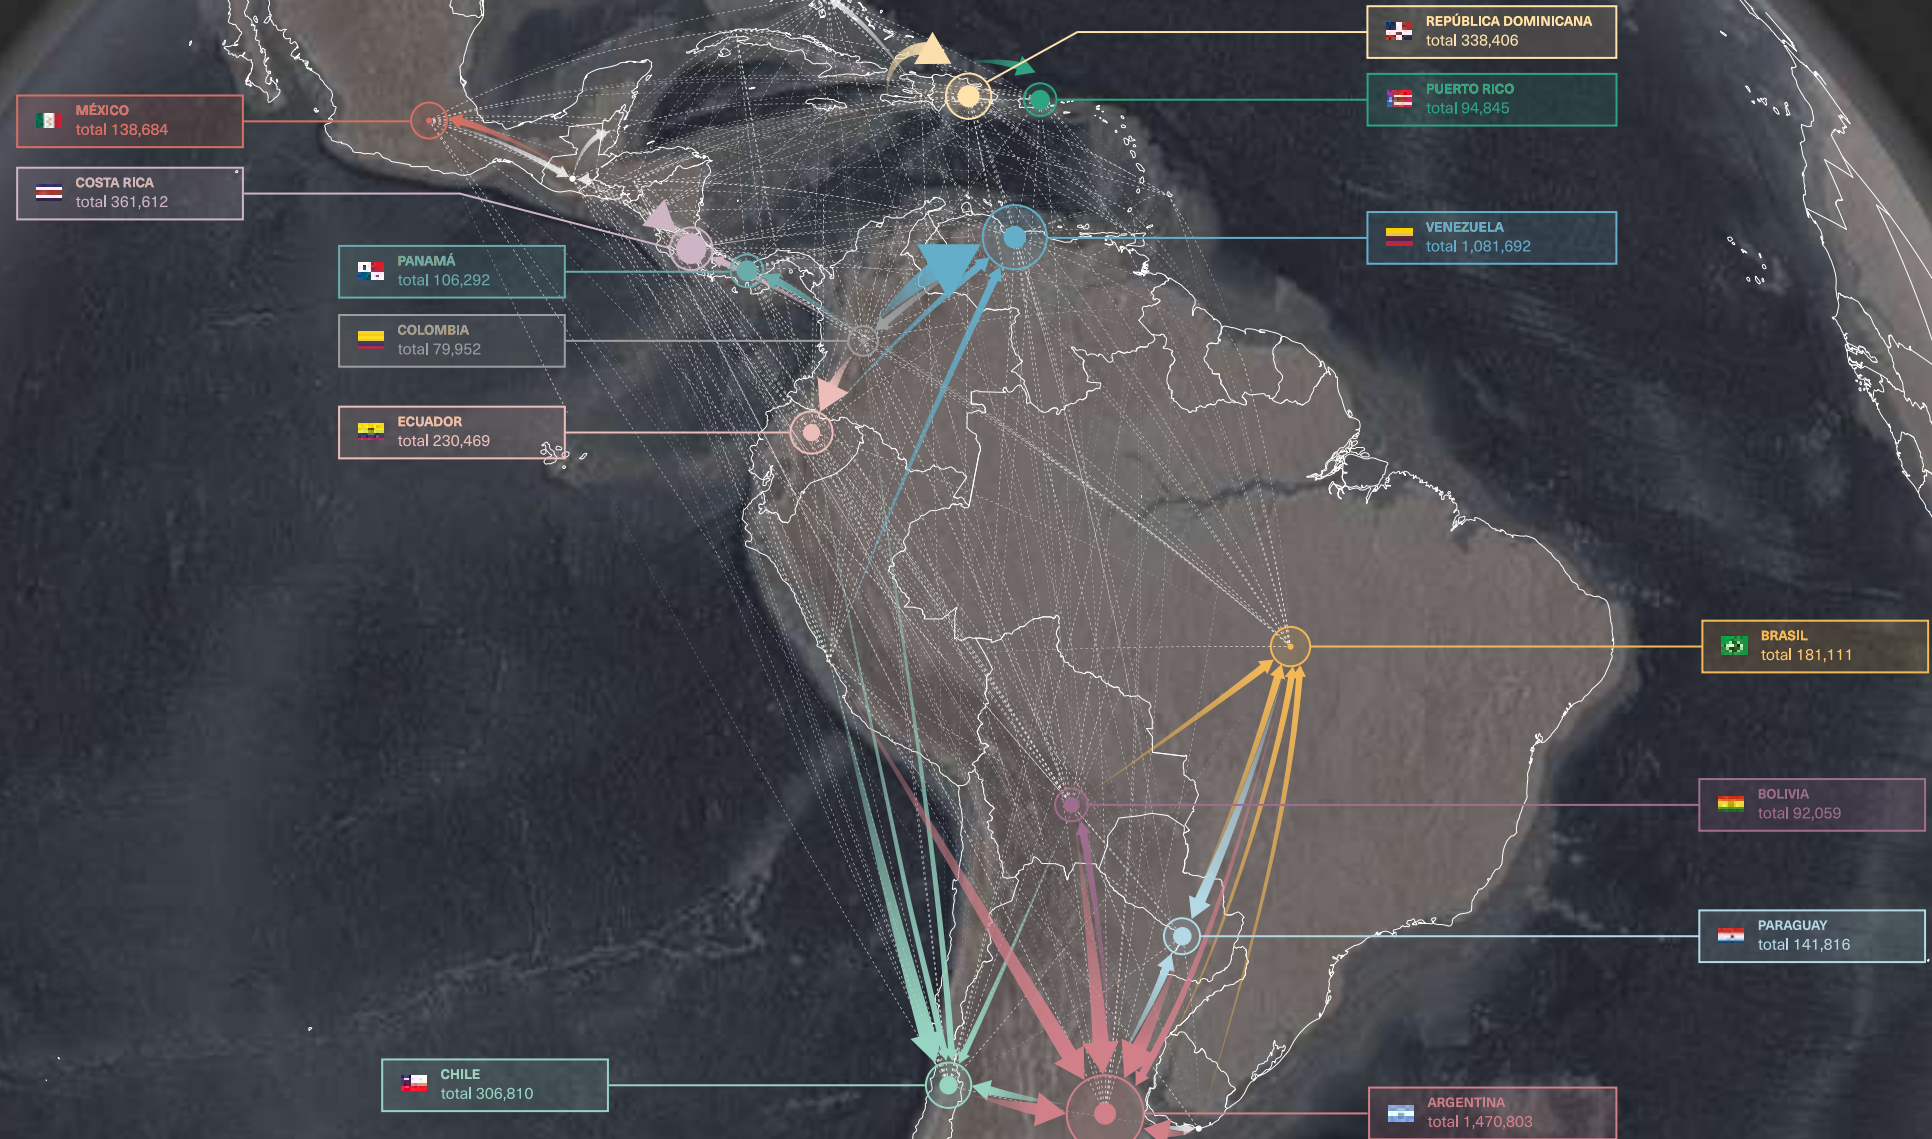 REPÚBLICA DOMINICANA
total 338,406
PUERTO RICO
total 94,845
MÉXICO
total 138,684
COSTA RICA
total 361,612
VENEZUELA
total 1,081,692
PANAMÁ
total 106,292
COLOMBIA
total 79,952
ECUADOR
total 230,469
BRASIL
total 181,111
BOLIVIA
total 92,059
PARAGUAY
total 141,816
CHILE
total 306,810
ARGENTINA
total 1,470,803